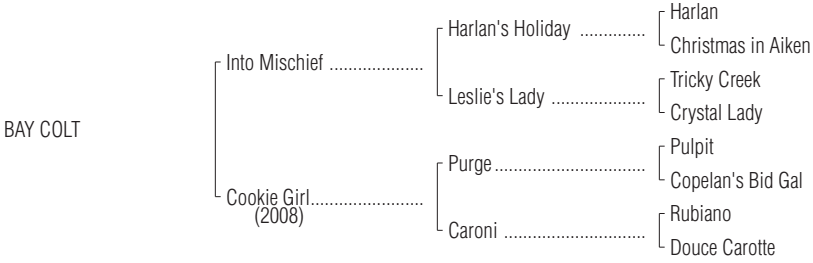 Harlan
Harlan's Holiday ..............
Christmas in Aiken
Into Mischief ....................
Tricky Creek
Leslie's Lady ....................
Crystal Lady
BAY COLT
Pulpit
Purge................................
Copelan's Bid Gal
Cookie Girl........................
(2008)
Rubiano
Caroni ..............................
Douce Carotte